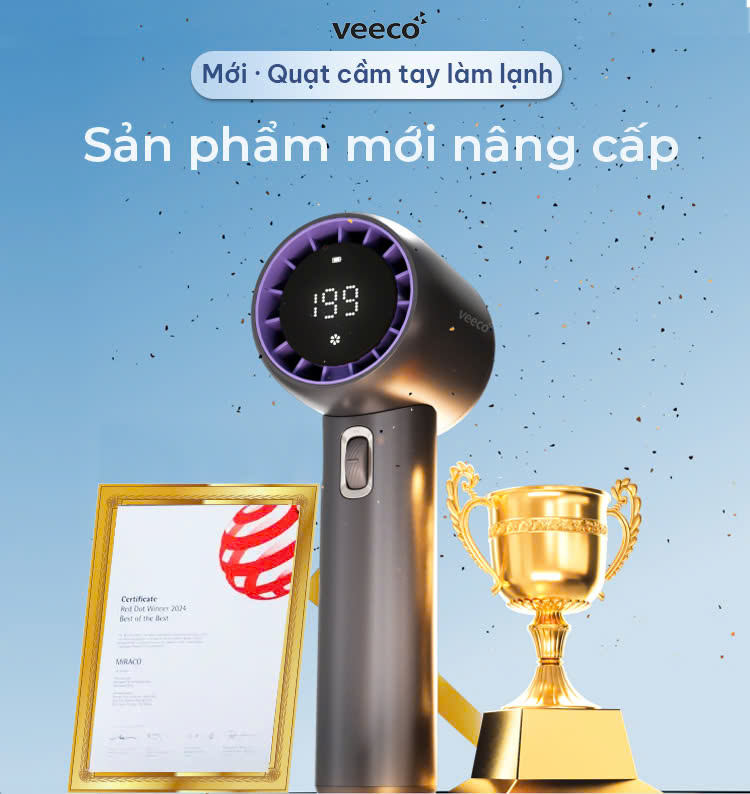 veeco
Mới · Quạt cầm tay làm lạnh
Sản phẩm mới nâng cấp
199
veeco
Certificate
Red Dot Winner 2024
Best of the Best
MIRACO